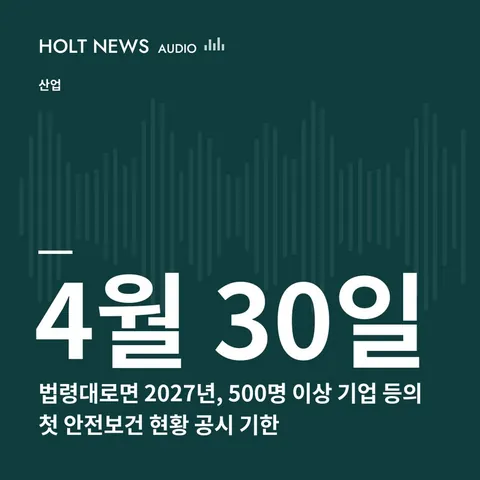 HOLT NEWS AUDIO
산업
4월 30일
법령대로면 2027년, 500명 이상 기업 등의
첫 안전보건 현황 공시 기한